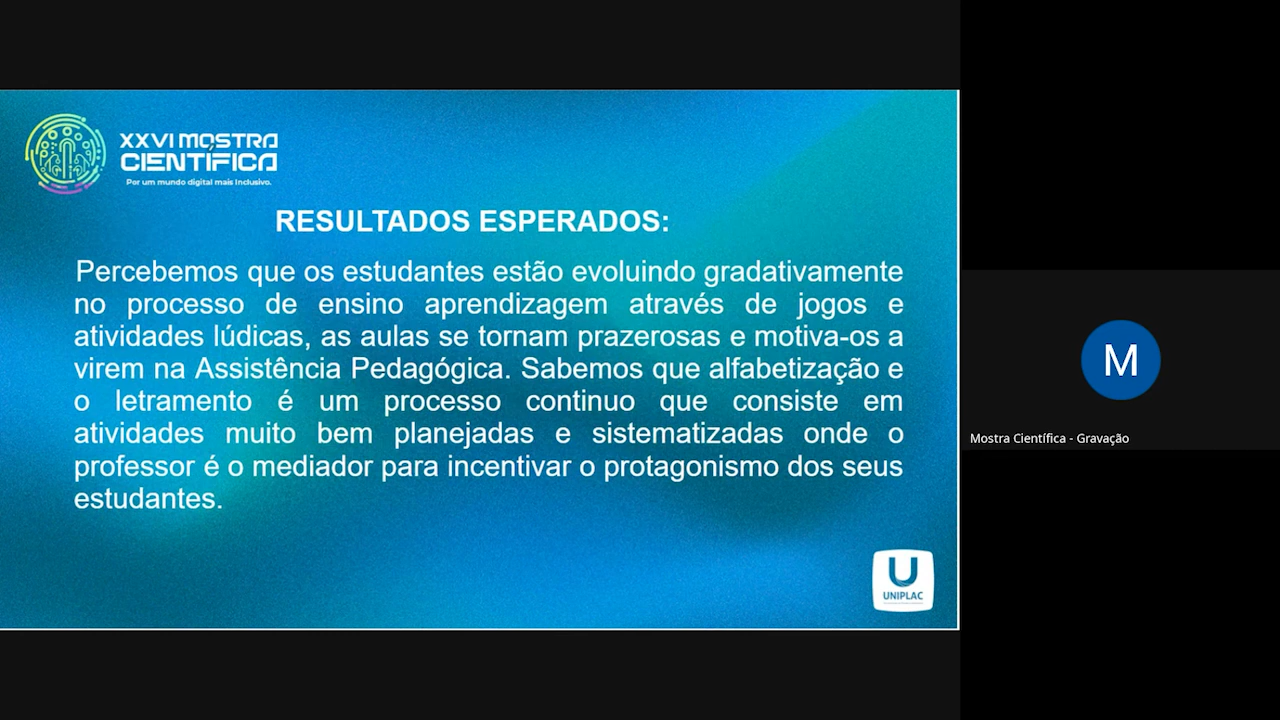 XXVI MOSTRA
CIENTÍFICA
Por um mundo digital mais Inclusivo.
RESULTADOS ESPERADOS:
Percebemos que os estudantes estão evoluindo gradativamente
no processo de ensino aprendizagem através de jogos e
atividades lúdicas, as aulas se tornam prazerosas e motiva-os a
virem na Assistência Pedagógica. Sabemos que alfabetização e
o letramento é um processo continuo que consiste em
atividades muito bem planejadas e sistematizadas onde o
professor é o mediador para incentivar o protagonismo dos seus
estudantes.
U
UNIPLAC
M
Mostra Científica - Gravação